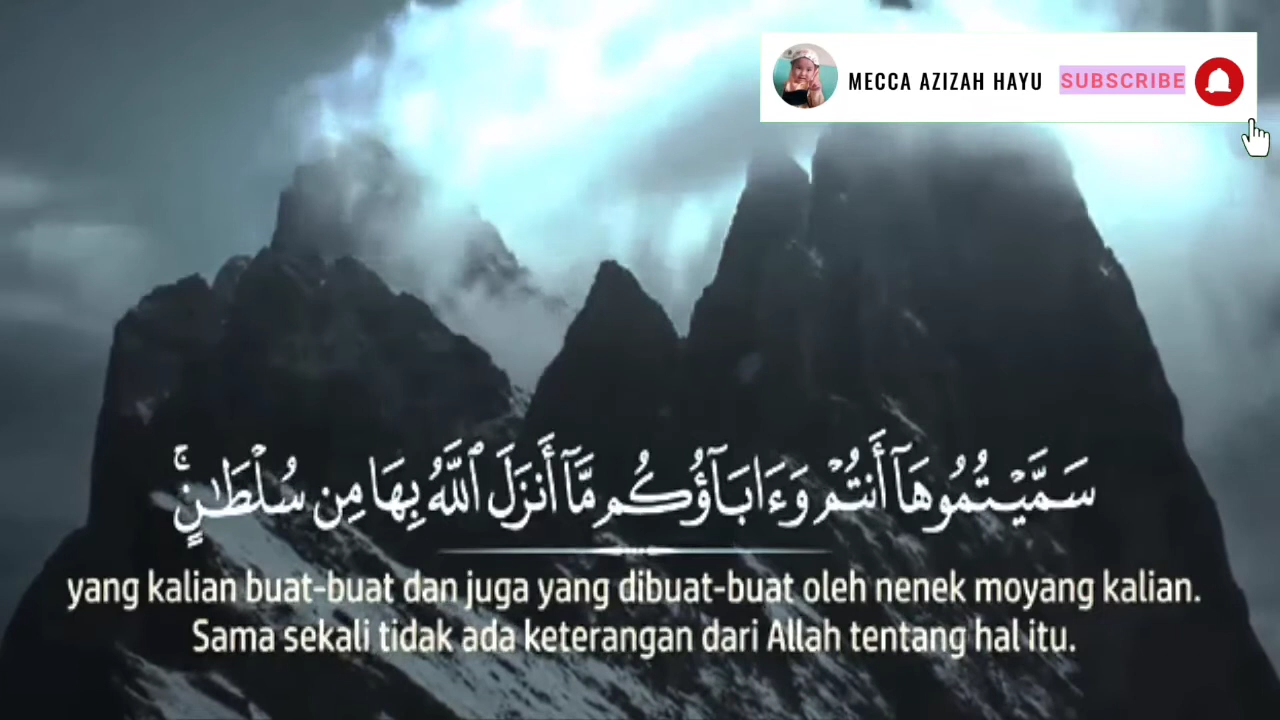 MECCA AZIZAH HAYU SUBSCRIBE
سَمَّيْتُمُوهَآ أَنتُمْ وَءَابَآؤُكُم مَّآ أَنزَلَ ٱللَّهُ بِهَا مِن سُلْطَٰنٍۚ
yang kalian buat-buat dan juga yang dibuat-buat oleh nenek moyang kalian.
Sama sekali tidak ada keterangan dari Allah tentang hal itu.